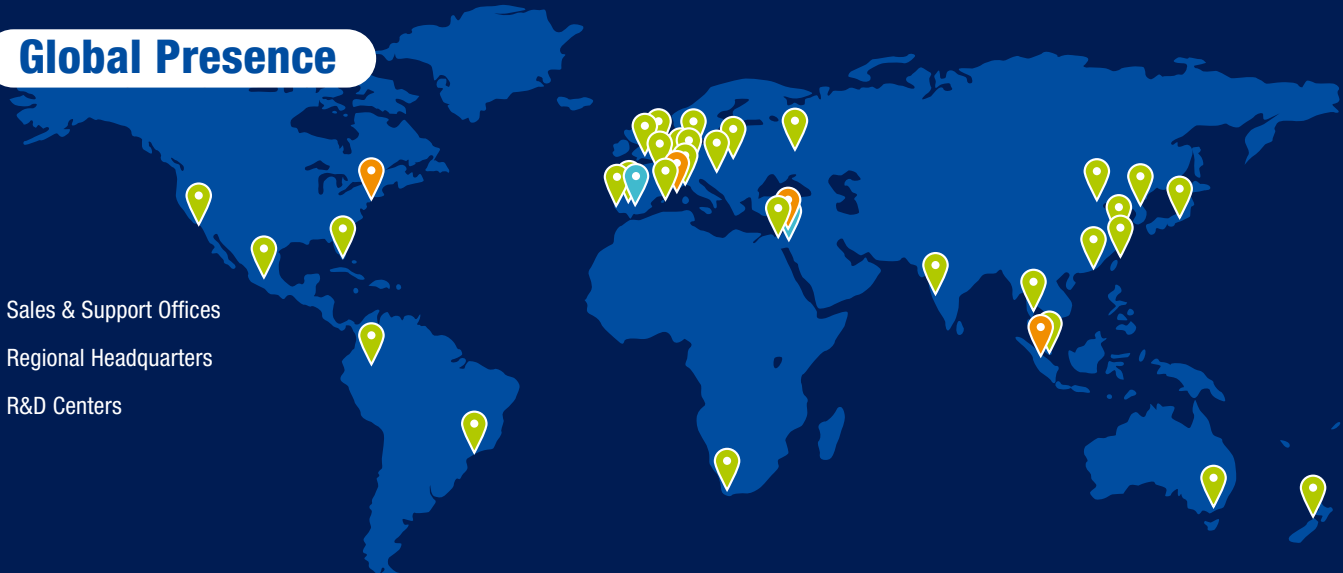 Global Presence
Sales & Support Offices
Regional Headquarters
R&D Centers